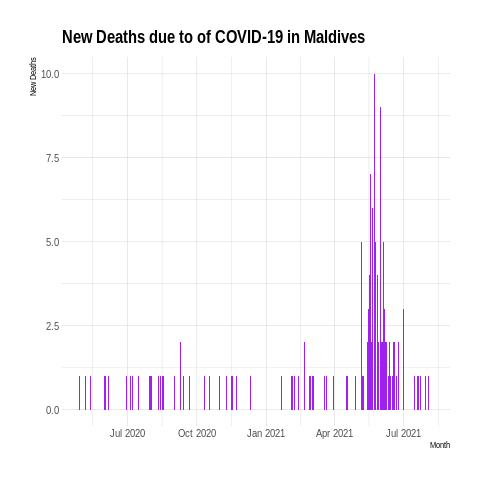 New Deaths due to of COVID-19 in Maldives
New Deaths
10.0
7.5
5.0
2.5
0.0
Jul 2020 Oct 2020 Jan 2021 Apr 2021 Jul 2021
Month